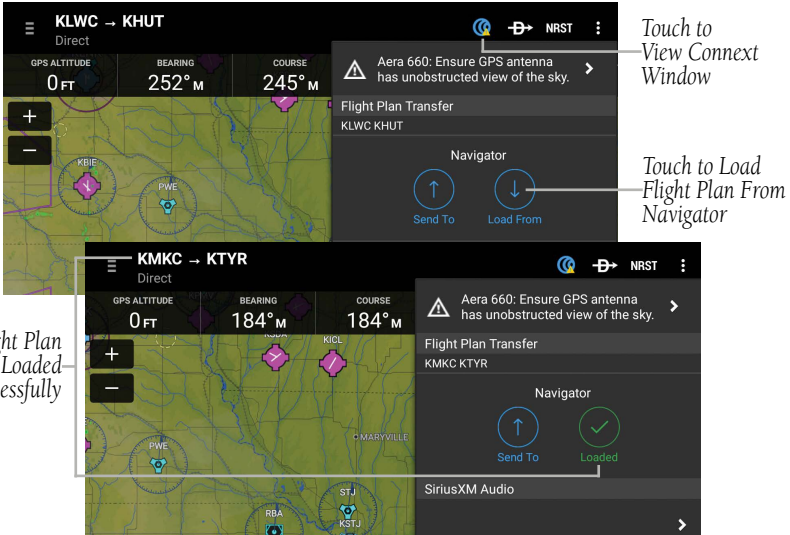 KLWC → KHUT
Direct
NRST
Touch to
View Connext
Window
GPS ALTITUDE
0 FT
BEARING
252° M
COURSE
245° M
Aera 660: Ensure GPS antenna
has unobstructed view of the sky.
Flight Plan Transfer
KLWC KHUT
+
−
KBIE
PWE
Navigator
Send To
Load From
Touch to Load
Flight Plan From
Navigator
KMKC → KTYR
Direct
NRST
GPS ALTITUDE
0 FT
BEARING
184° M
COURSE
184° M
Aera 660: Ensure GPS antenna
has unobstructed view of the sky.
Flight Plan Transfer
KMKC KTYR
ht Plan
Loaded
essfully
+
−
KICL
MARYVILLE
PWE
STJ
RBA
KSTJ
Navigator
Send To
Loaded
SiriusXM Audio